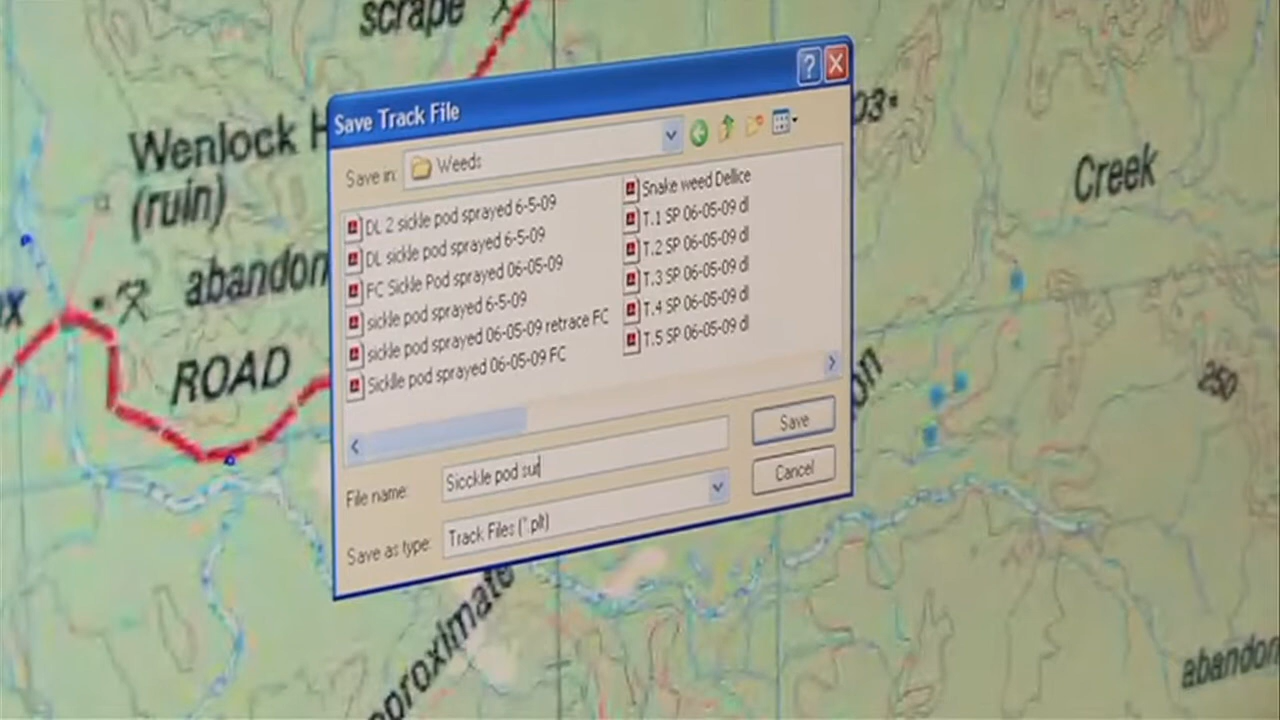 scrape
Wenlock H
(ruin)
abandon
ROAD
Save Track File
Save in: Weeds
DL 2 sickle pod sprayed 6-5-09
DL sickle pod sprayed 6-5-09
FC Sickle Pod sprayed 06-05-09
sickle pod sprayed 6-5-09
sickle pod sprayed 06-05-09 retrace FC
Sicklle pod sprayed 06-05-09 FC
Snake weed Dellice
T.1 SP 06-05-09 dl
T.2 SP 06-05-09 dl
T.3 SP 06-05-09 dl
T.4 SP 06-05-09 dl
T.5 SP 06-05-09 dl
File name: Sicckle pod sur
Save
Save as type: Track Files (*.plt)
Cancel
03
Creek
250
on
proximate
abandon